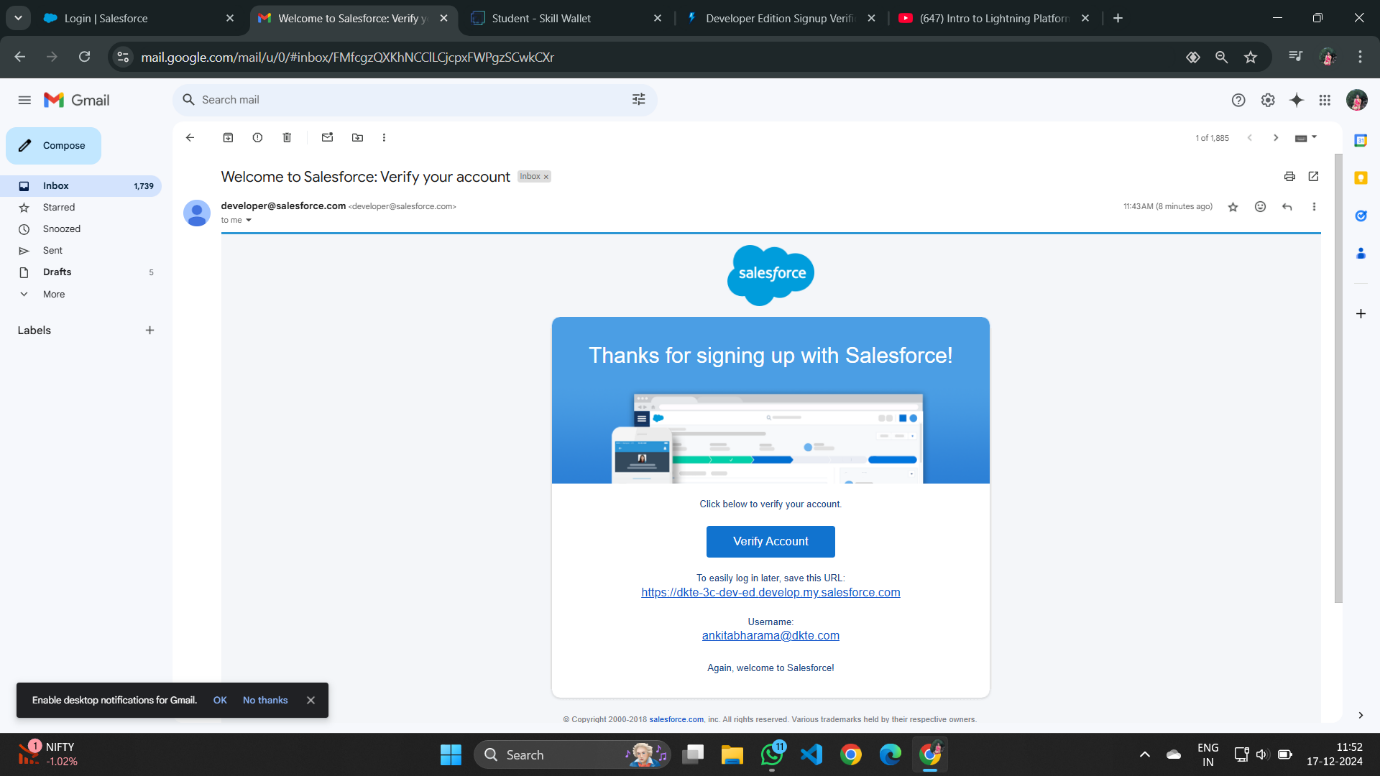 Login | Salesforce
Welcome to Salesforce: Verify y
Student - Skill Wallet
Developer Edition Signup Verifi
(647) Intro to Lightning Platform
mail.google.com/mail/u/0/#inbox/FMfcgzQXKhNCClLCjcpxFWPgzSCwkCXr
Gmail
Search mail
Compose
1 of 1,885
Inbox 1,739
Starred
Snoozed
Sent
Drafts 5
More
Labels
Welcome to Salesforce: Verify your account Inbox x
developer@salesforce.com <developer@salesforce.com>
11:43 AM (8 minutes ago)
to me
salesforce
Thanks for signing up with Salesforce!
Click below to verify your account.
Verify Account
To easily log in later, save this URL:
https://dkte-3c-dev-ed.develop.my.salesforce.com
Username:
ankitabharama@dkte.com
Again, welcome to Salesforce!
© Copyright 2000-2018 salesforce.com, inc. All rights reserved. Various trademarks held by their respective owners.
Enable desktop notifications for Gmail. OK No thanks
1
NIFTY
-1.02%
Search
11
ENG
IN
11:52
17-12-2024